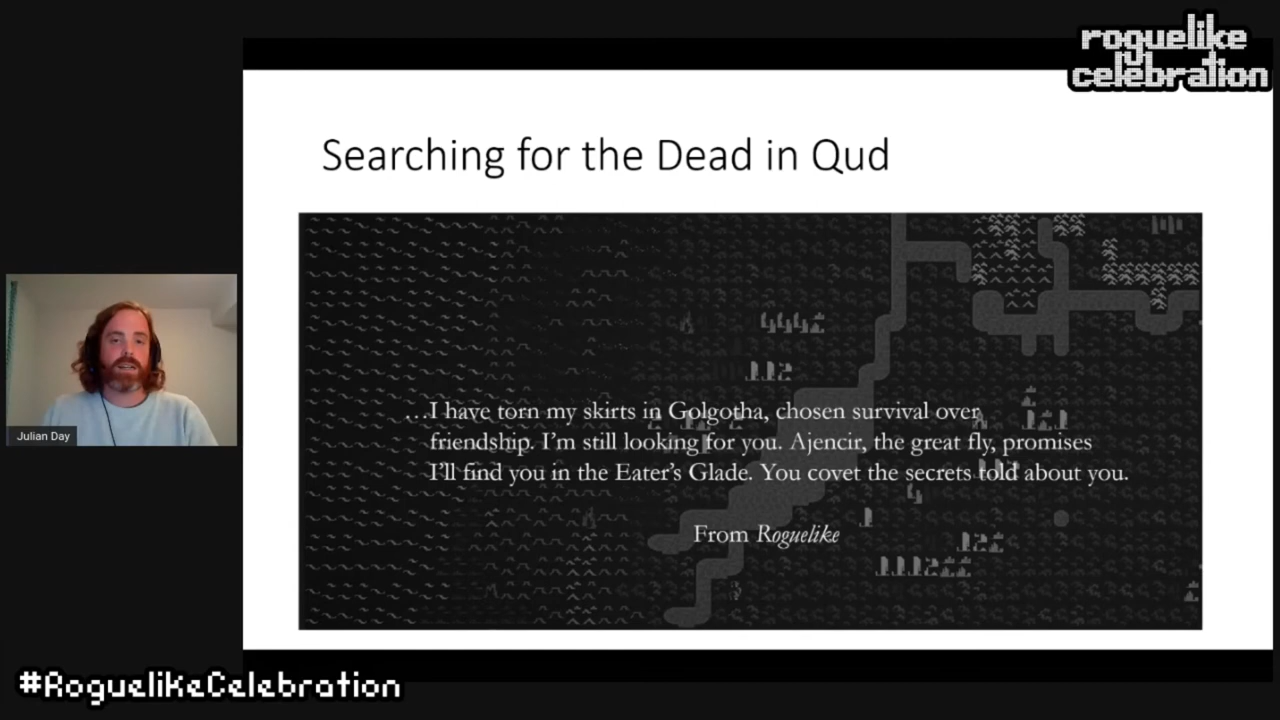 roguelike
celebration
Searching for the Dead in Qud
…I have torn my skirts in Golgotha, chosen survival over
friendship. I'm still looking for you. Ajencir, the great fly, promises
I'll find you in the Eater's Glade. You covet the secrets told about you.
From Roguelike
Julian Day
#RoguelikeCelebration